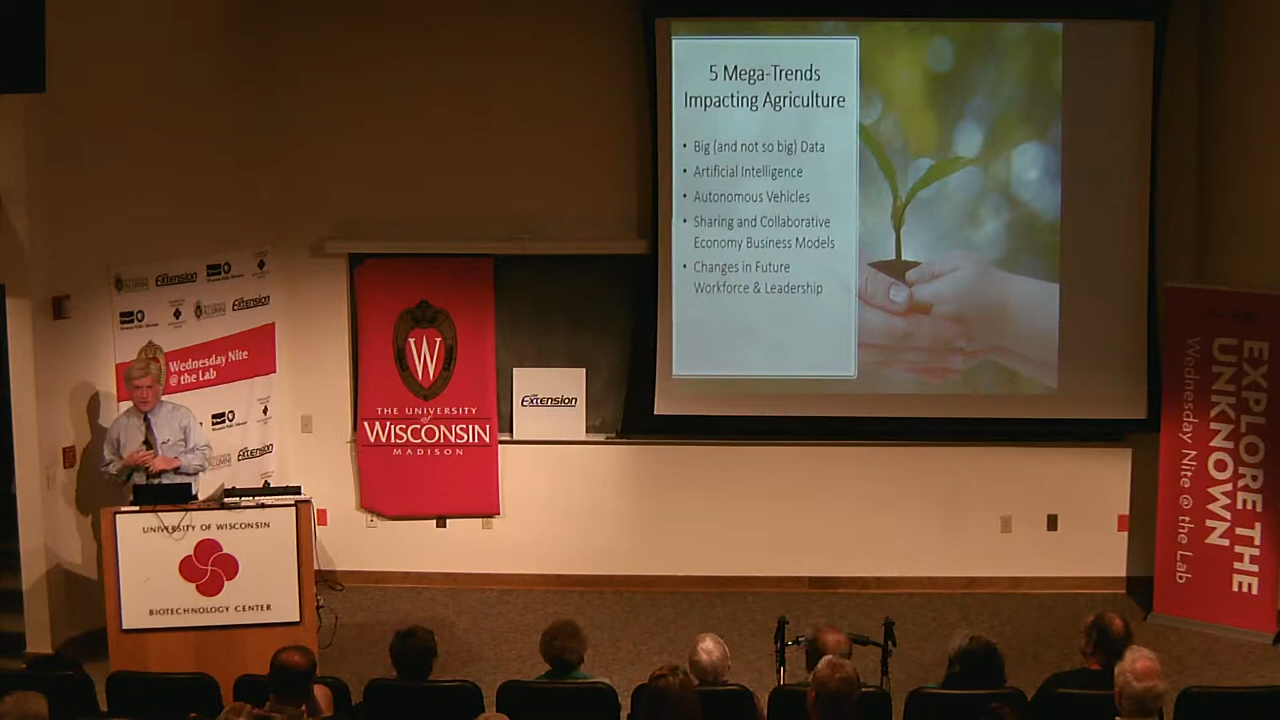 5 Mega-Trends
Impacting Agriculture
• Big (and not so big) Data
• Artificial Intelligence
• Autonomous Vehicles
• Sharing and Collaborative
Economy Business Models
• Changes in Future
Workforce & Leadership
Extension
Extension
Wednesday Nite
@ the Lab
PBS
ALUMNI
Extension
W
THE UNIVERSITY
of
WISCONSIN
MADISON
Extension
UNIVERSITY OF WISCONSIN
BIOTECHNOLOGY CENTER
EXPLORE THE
UNKNOWN
Wednesday Nite @ the Lab